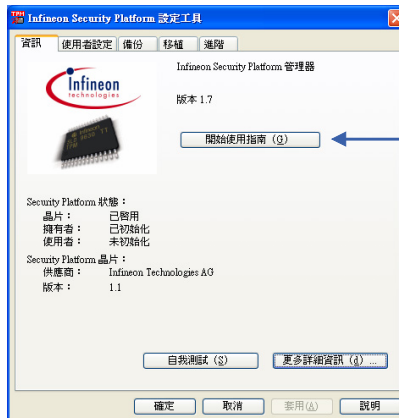 Infineon Security Platform 設定工具
資訊 使用者設定 備份 移植 進階
Infineon Security Platform 管理器
Infineon
technologies
版本 1.7
開始使用指南 (G)
Security Platform 狀態：
晶片： 已啓用
擁有者： 已初始化
使用者： 未初始化
Security Platform 晶片：
供應商： Infineon Technologies AG
版本： 1.1
自我測試 (S) 更多詳細資訊 (d) ...
確定 取消 套用(A) 說明